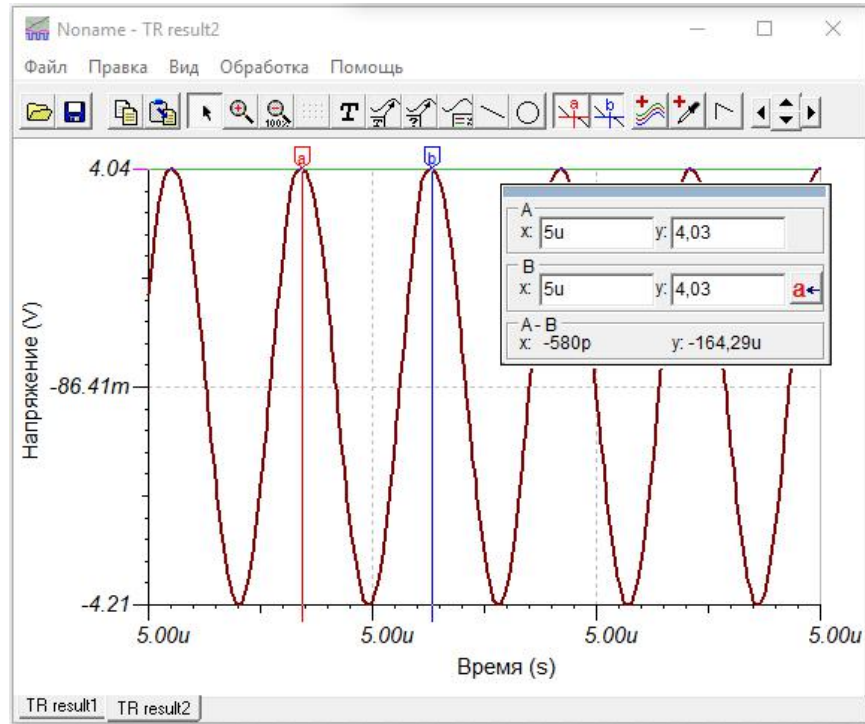 Noname - TR result2
Файл Правка Вид Обработка Помощь
100%
T
a b
a b
4.04
-86.41m
-4.21
Напряжение (V)
5.00u 5.00u 5.00u 5.00u
Время (s)
A
x: 5u y: 4,03
B
x: 5u y: 4,03 a
A - B
x: -580p y: -164,29u
TR result1 TR result2